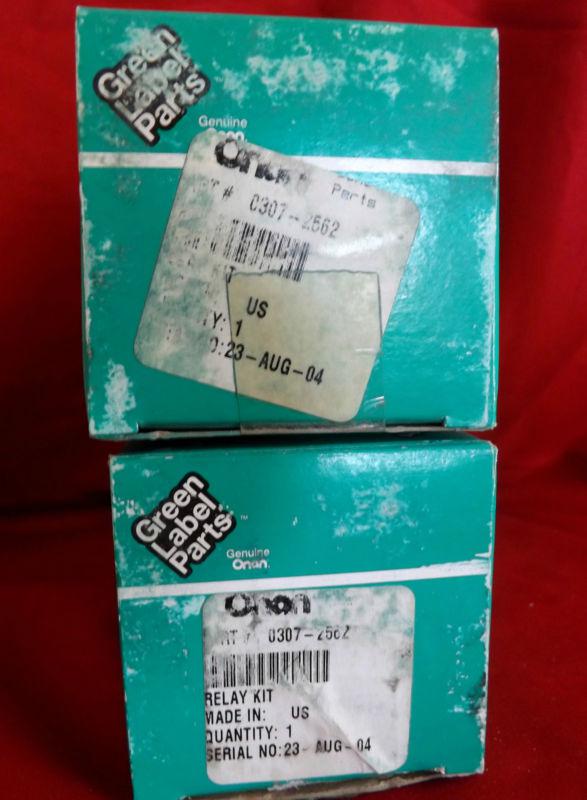 Green
Label
Parts
Genuine
Onan
Onan
Parts
# 0307-2562
US
Y: 1
O:23-AUG-04
Green
Label
Parts
Genuine
Onan
Onan
RT # 0307-2562
RELAY KIT
MADE IN: US
QUANTITY: 1
SERIAL NO:23-AUG-04